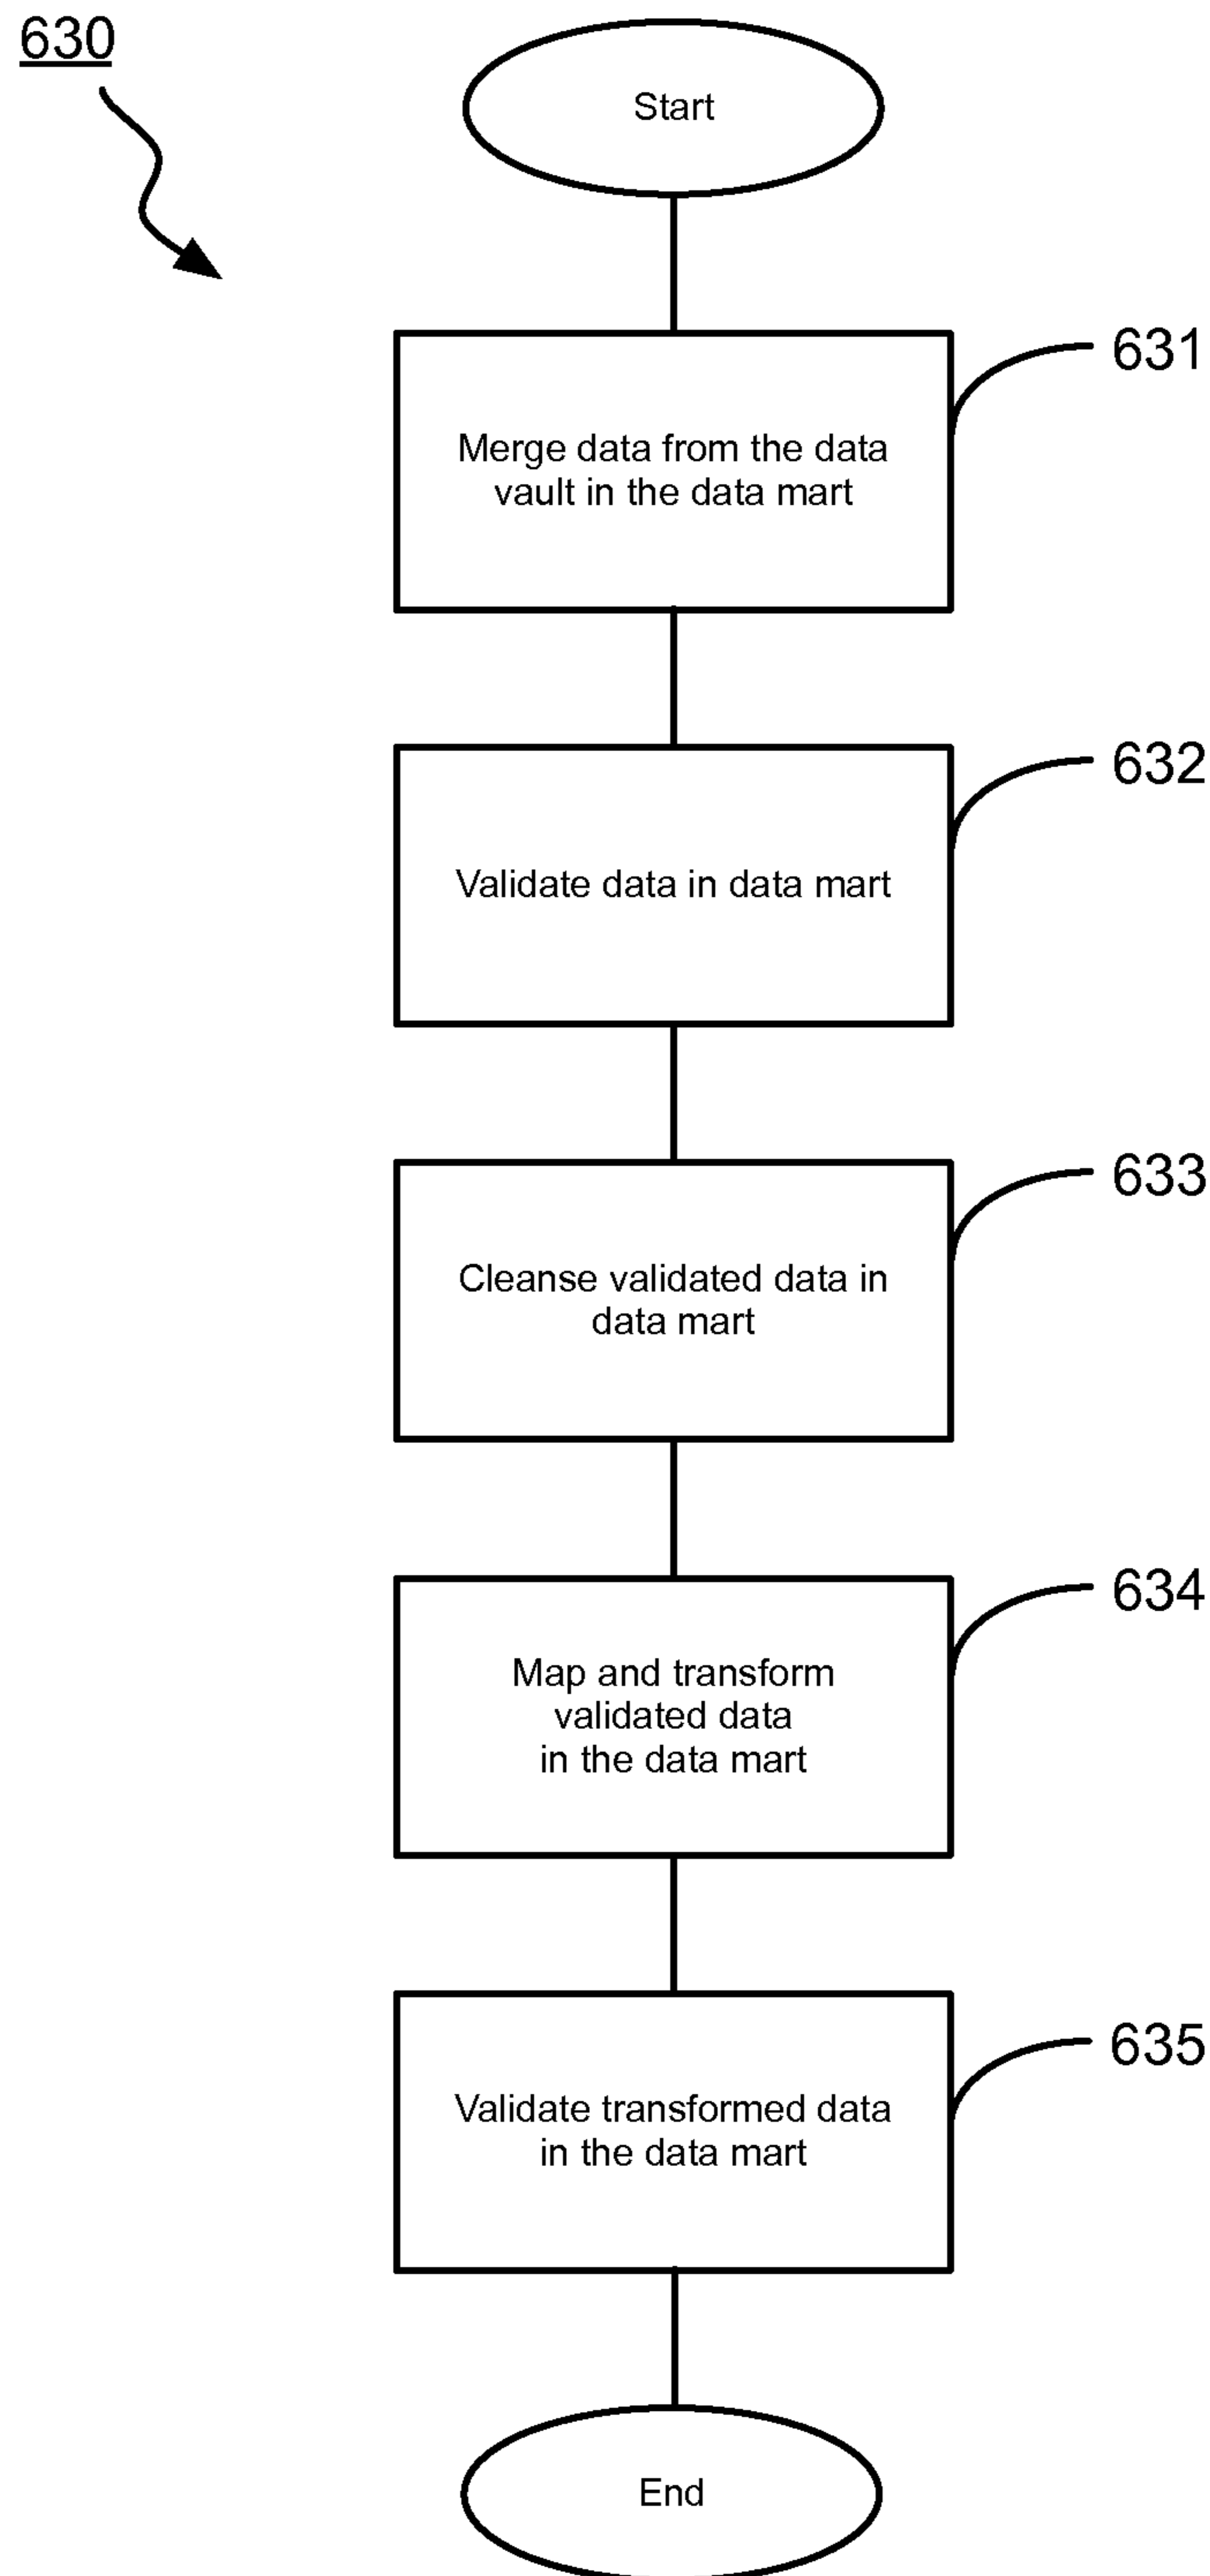 630
Start
631
Merge data from the data
vault in the data mart
632
Validate data in data mart
633
Cleanse validated data in
data mart
634
Map and transform
validated data
in the data mart
635
Validate transformed data
in the data mart
End